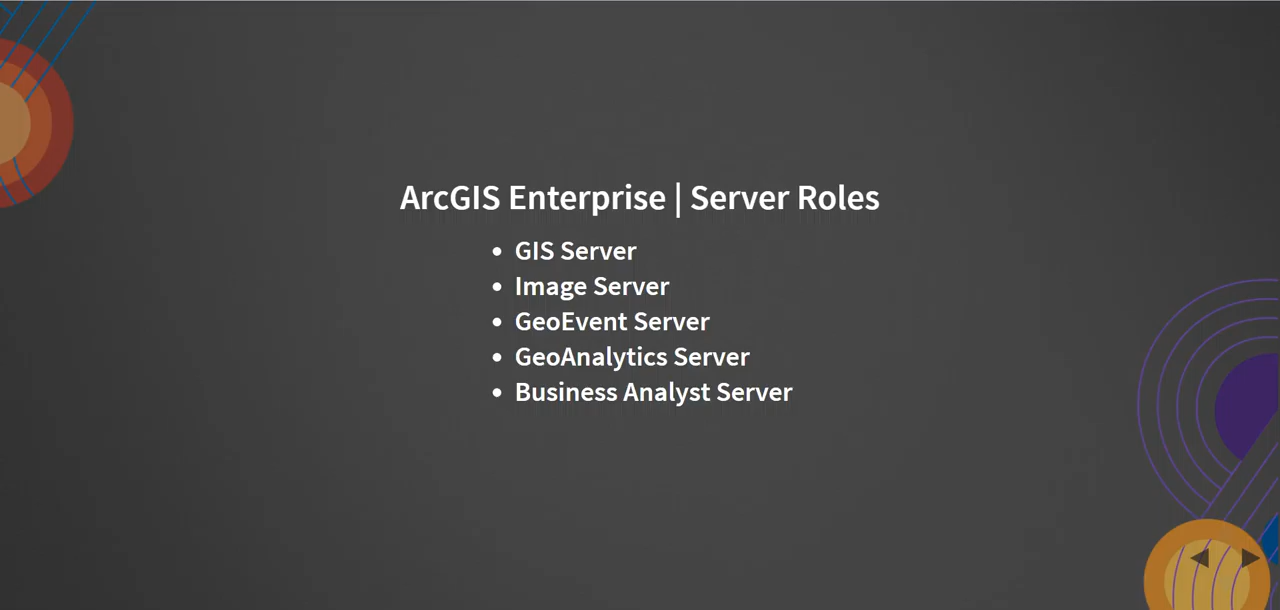 ArcGIS Enterprise | Server Roles
• GIS Server
• Image Server
• GeoEvent Server
• GeoAnalytics Server
• Business Analyst Server